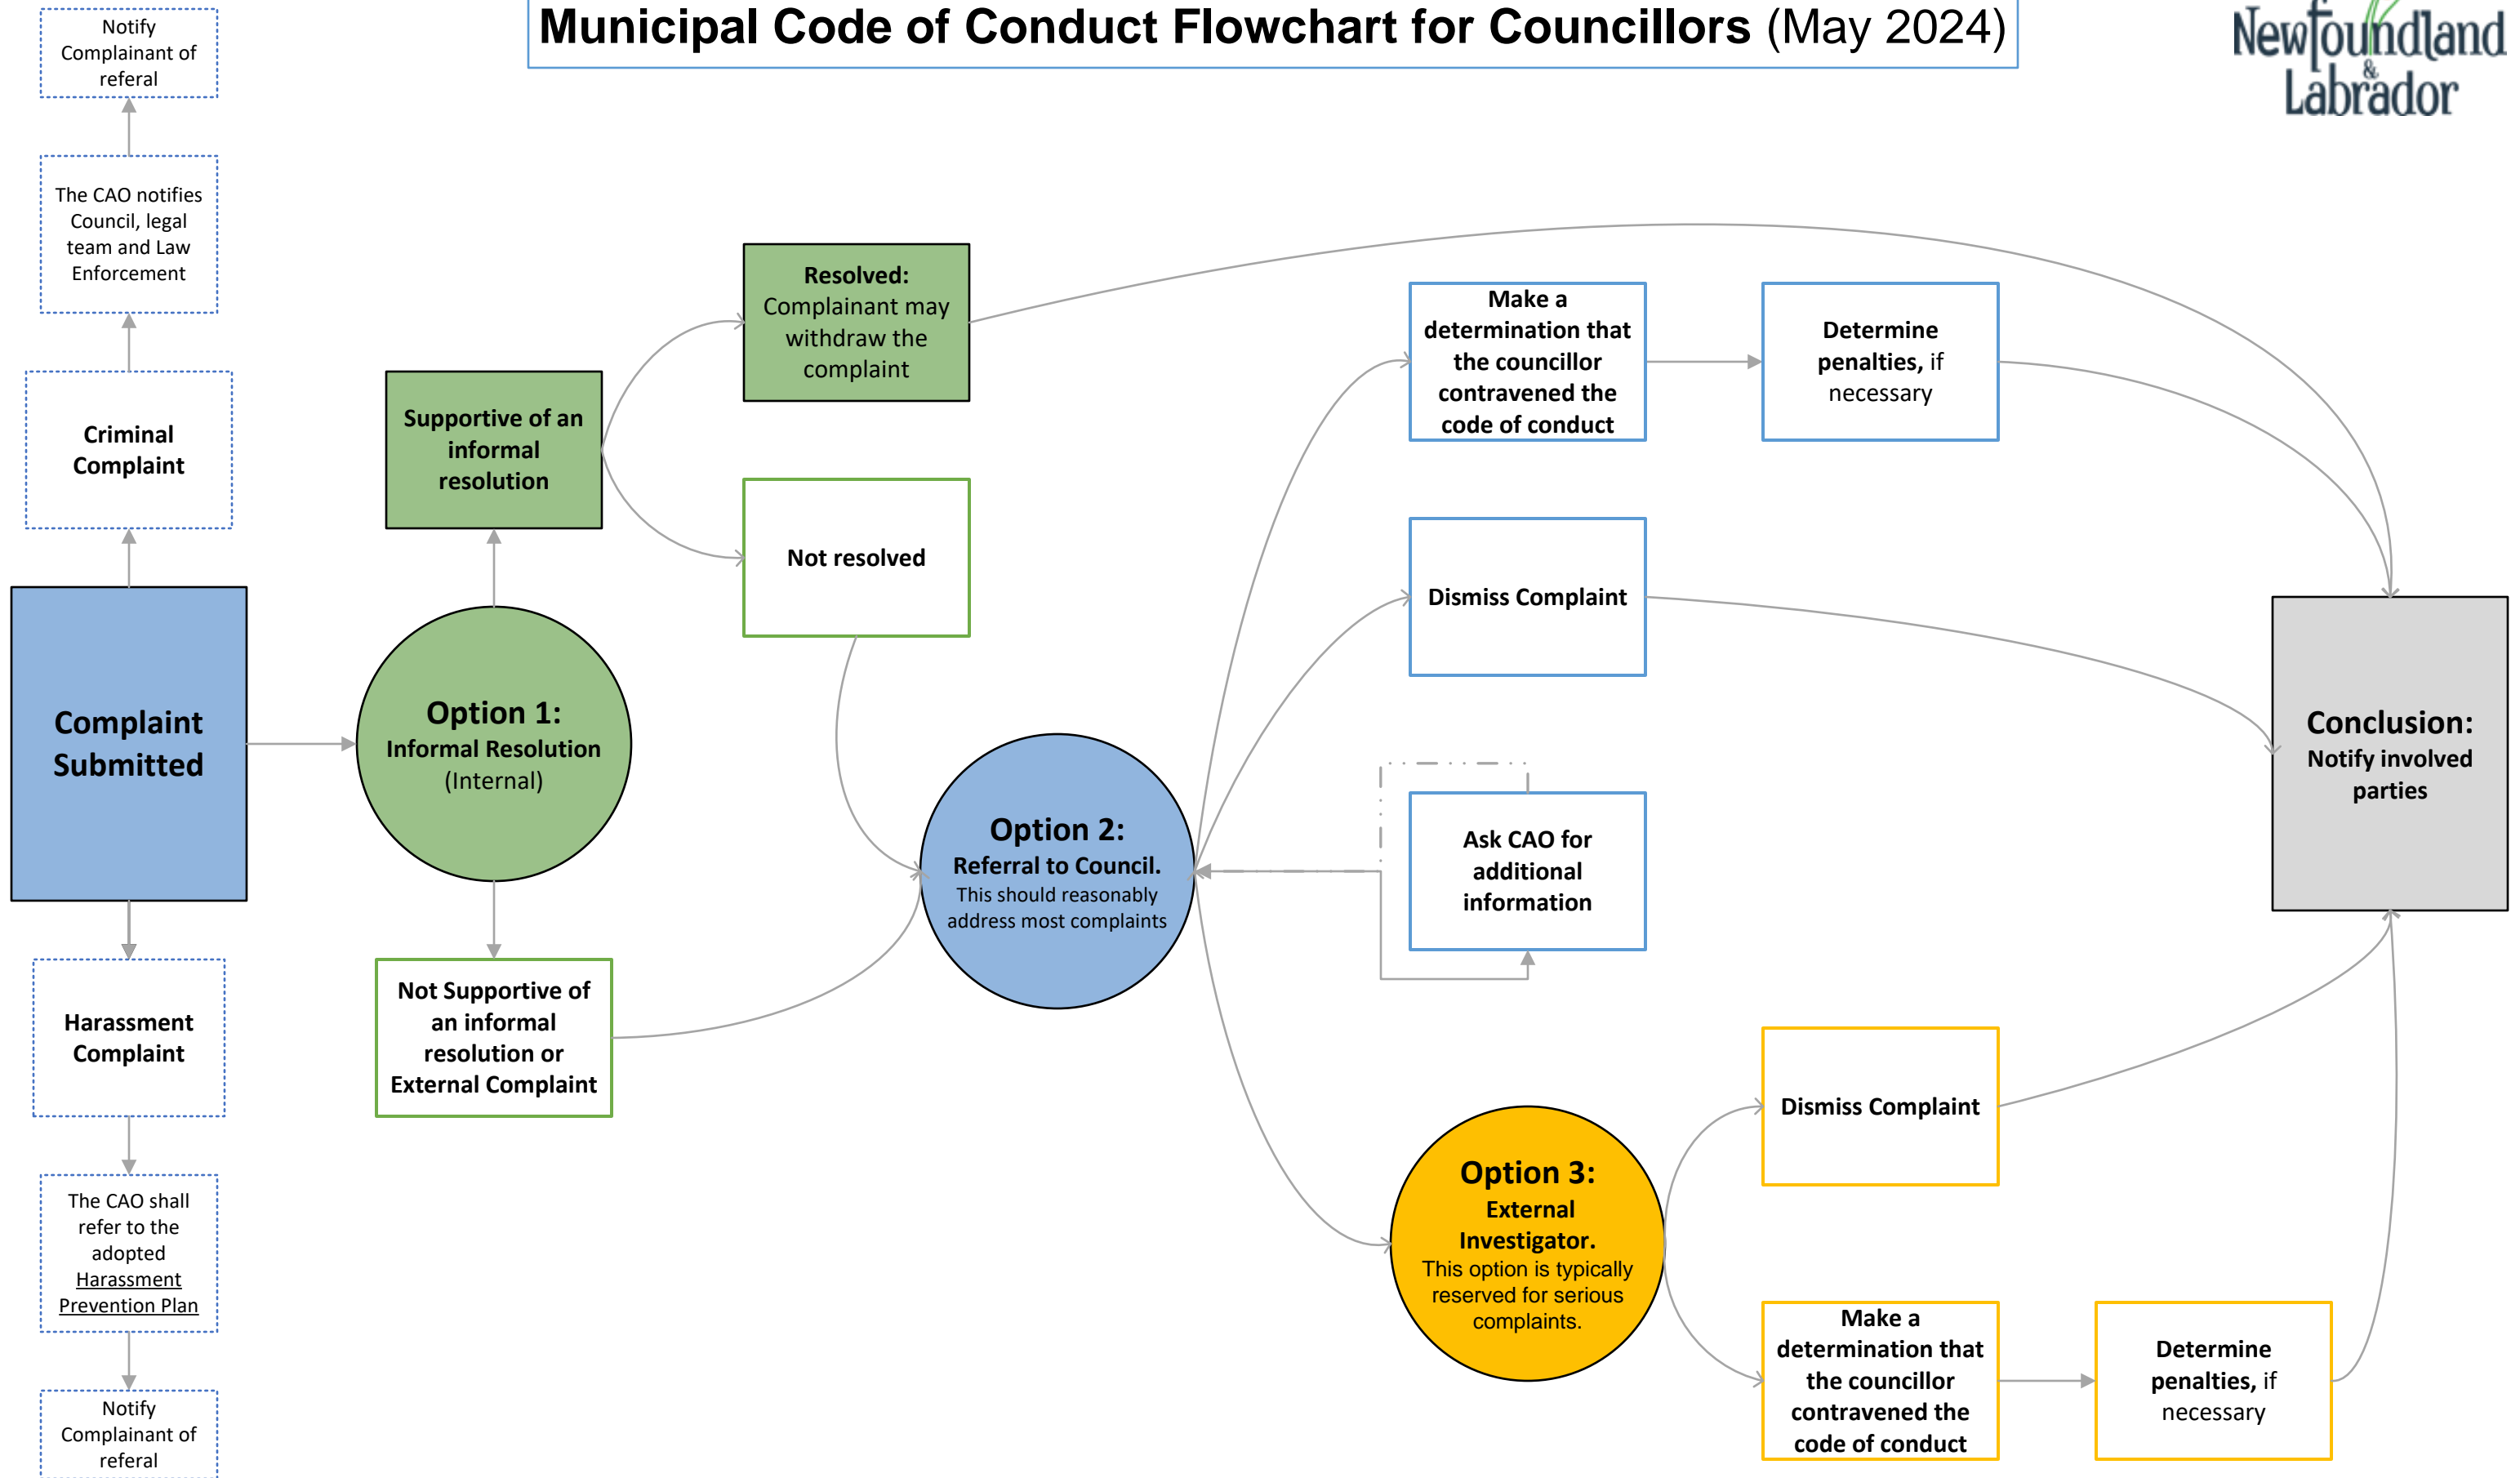 Municipal Code of Conduct Flowchart for Councillors (May 2024)
Newfoundland
&
Labrador
Notify
Complainant of
referal
The CAO notifies
Council, legal
team and Law
Enforcement
Criminal
Complaint
Complaint
Submitted
Harassment
Complaint
The CAO shall
refer to the
adopted
Harassment
Prevention Plan
Notify
Complainant of
referal
Supportive of an
informal
resolution
Option 1:
Informal Resolution
(Internal)
Not Supportive of
an informal
resolution or
External Complaint
Resolved:
Complainant may
withdraw the
complaint
Not resolved
Option 2:
Referral to Council.
This should reasonably
address most complaints
Make a
determination that
the councillor
contravened the
code of conduct
Determine
penalties, if
necessary
Dismiss Complaint
Ask CAO for
additional
information
Option 3:
External
Investigator.
This option is typically
reserved for serious
complaints.
Dismiss Complaint
Make a
determination that
the councillor
contravened the
code of conduct
Determine
penalties, if
necessary
Conclusion:
Notify involved
parties